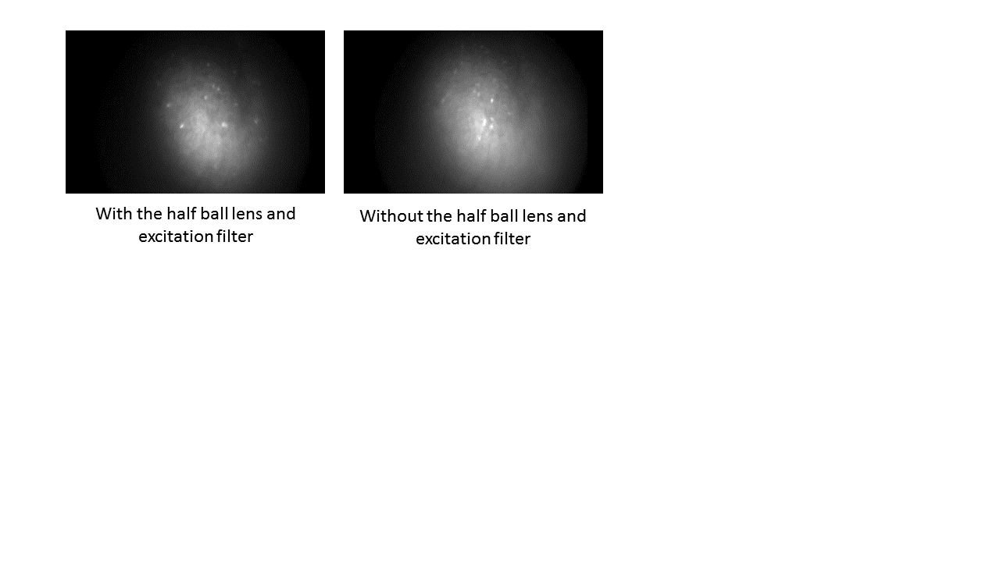 With the half ball lens and
excitation filter
Without the half ball lens and
excitation filter